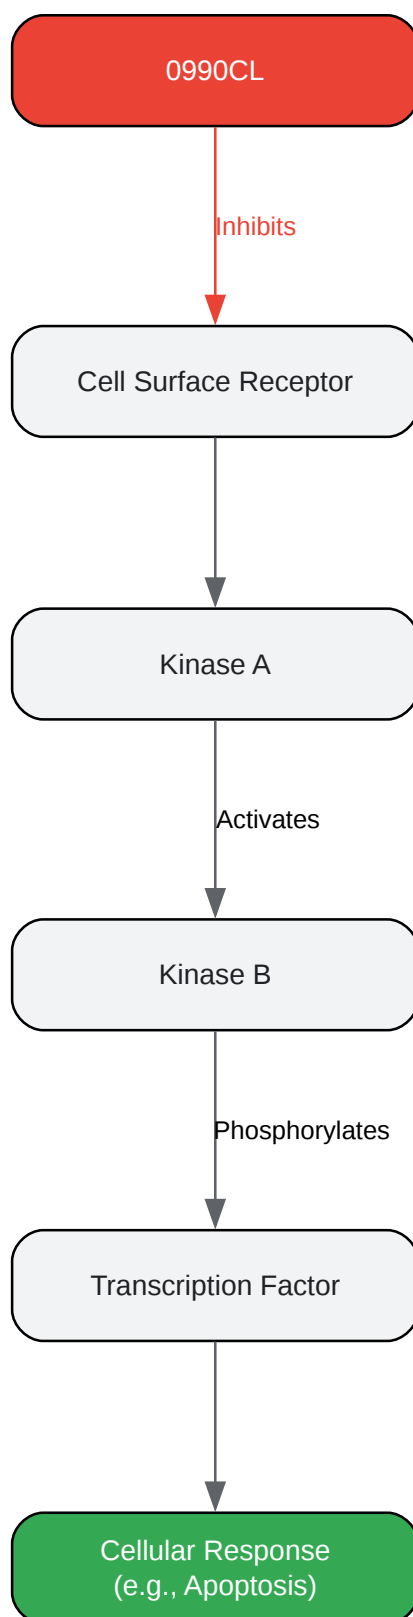 0990CL
Inhibits
Cell Surface Receptor
Kinase A
Activates
Kinase B
Phosphorylates
Transcription Factor
Cellular Response
(e.g., Apoptosis)